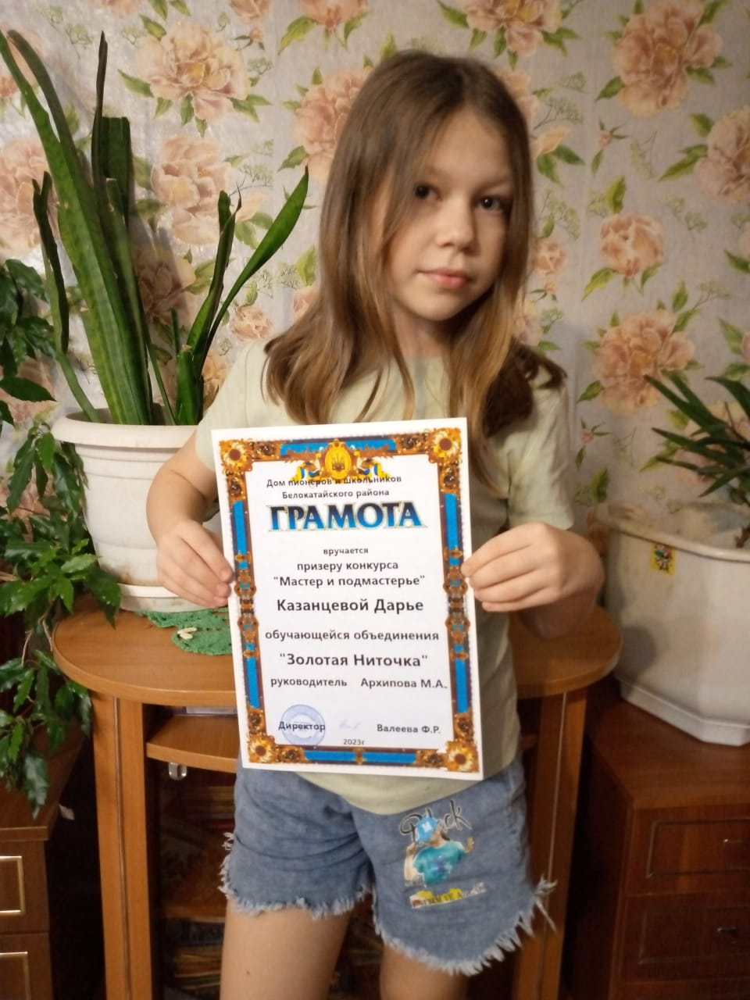 Дом пионеров и школьников
Белокатайского района
ГРАМОТА
вручается
призеру конкурса
"Мастер и подмастерье"
Казанцевой Дарье
обучающейся объединения
"Золотая Ниточка"
руководитель Архипова М.А.
Директор Валеева Ф.Р.
2023г
Black